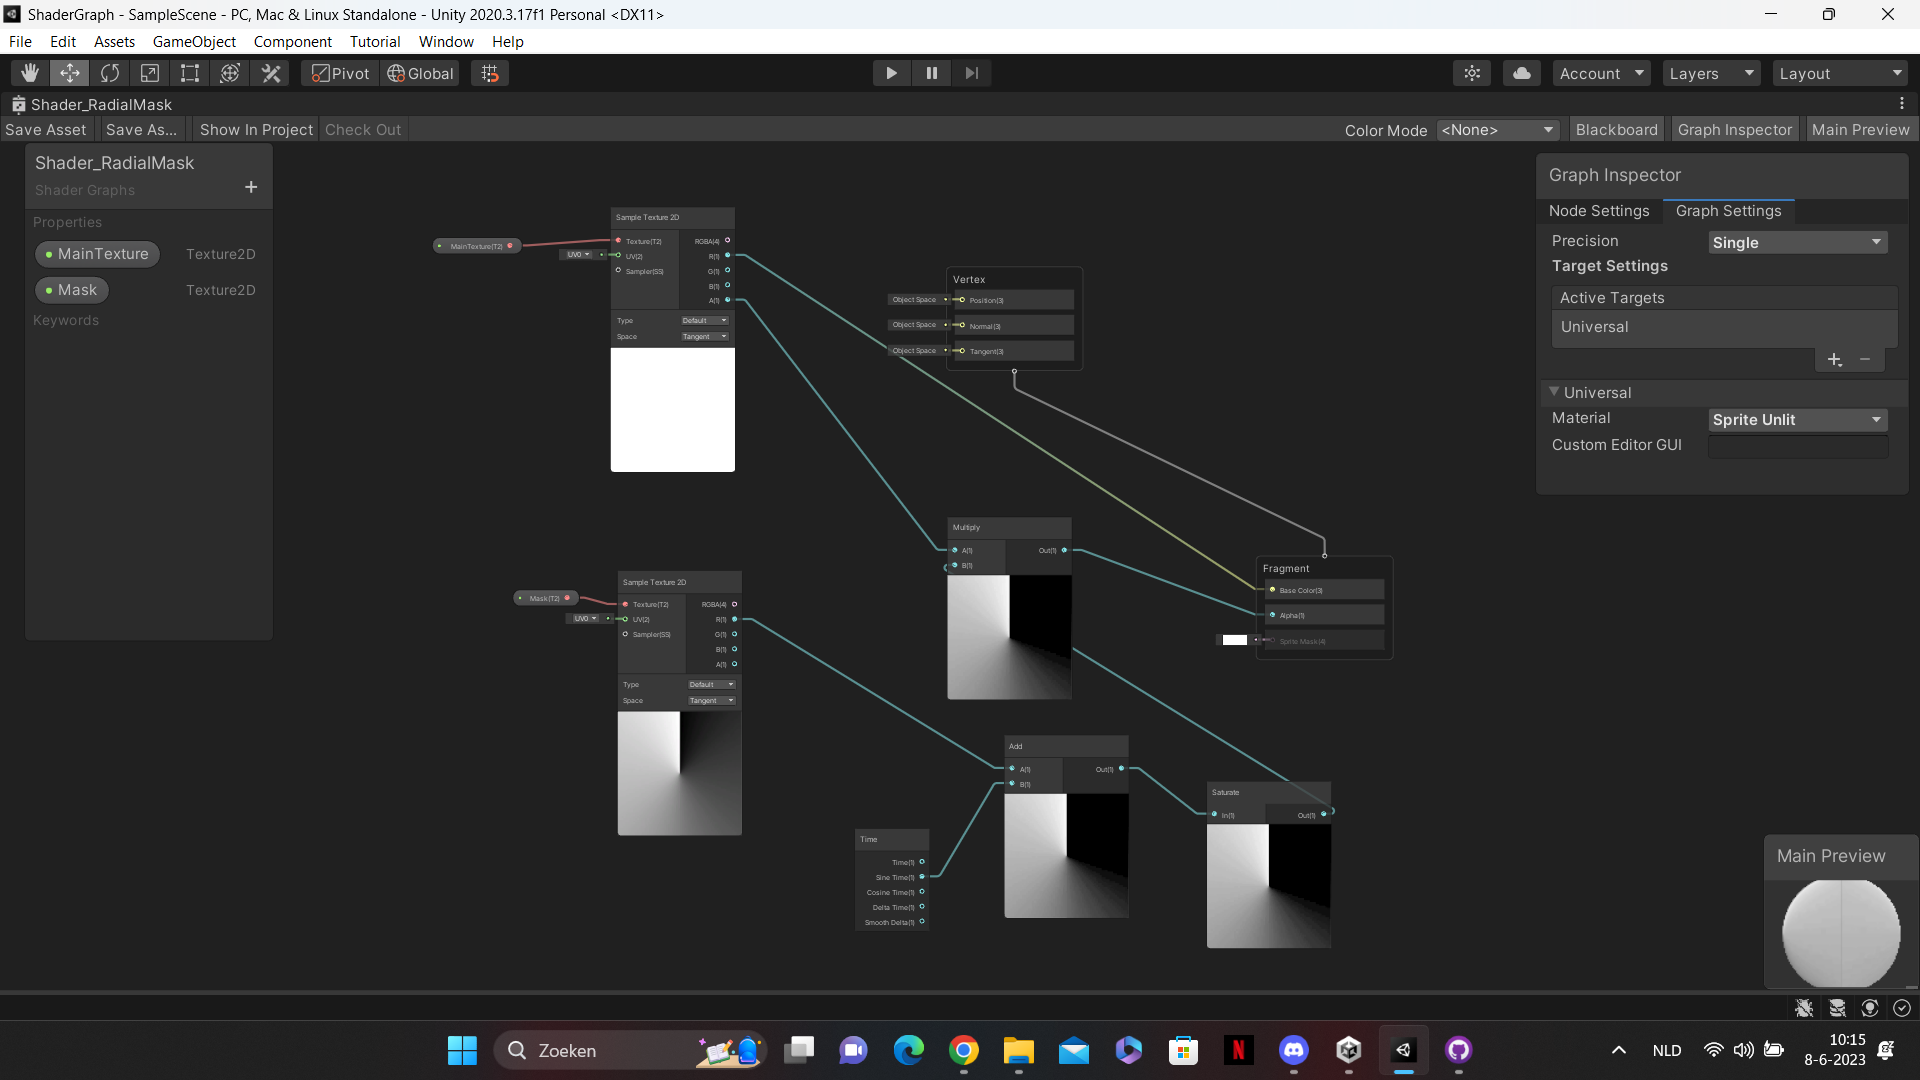 ShaderGraph - SampleScene - PC, Mac & Linux Standalone - Unity 2020.3.17f1 Personal <DX11>
File Edit Assets GameObject Component Tutorial Window Help
Pivot Global Account Layers Layout
Shader_RadialMask
Save Asset Save As... Show In Project Check Out Color Mode <None> Blackboard Graph Inspector Main Preview
Shader_RadialMask
Shader Graphs
Properties
MainTexture Texture2D
Mask Texture2D
Keywords
MainTexture(T2)
Sample Texture 2D
Texture(T2) RGBA(4)
UV0 UV(2) R(1)
Sampler(SS) G(1)
B(1)
A(1)
Type Default
Space Tangent
Vertex
Object Space Position(3)
Object Space Normal(3)
Object Space Tangent(3)
Mask(T2)
Sample Texture 2D
Texture(T2) RGBA(4)
UV0 UV(2) R(1)
Sampler(SS) G(1)
B(1)
A(1)
Type Default
Space Tangent
Multiply
A(1) Out(1)
B(1)
Fragment
Base Color(3)
Alpha(1)
Sprite Mask(4)
Add
A(1) Out(1)
B(1)
Saturate
In(1) Out(1)
Time
Time(1)
Sine Time(1)
Cosine Time(1)
Delta Time(1)
Smooth Delta(1)
Graph Inspector
Node Settings Graph Settings
Precision Single
Target Settings
Active Targets
Universal
Universal
Material Sprite Unlit
Custom Editor GUI
Main Preview
Zoeken
NLD
10:15
8-6-2023